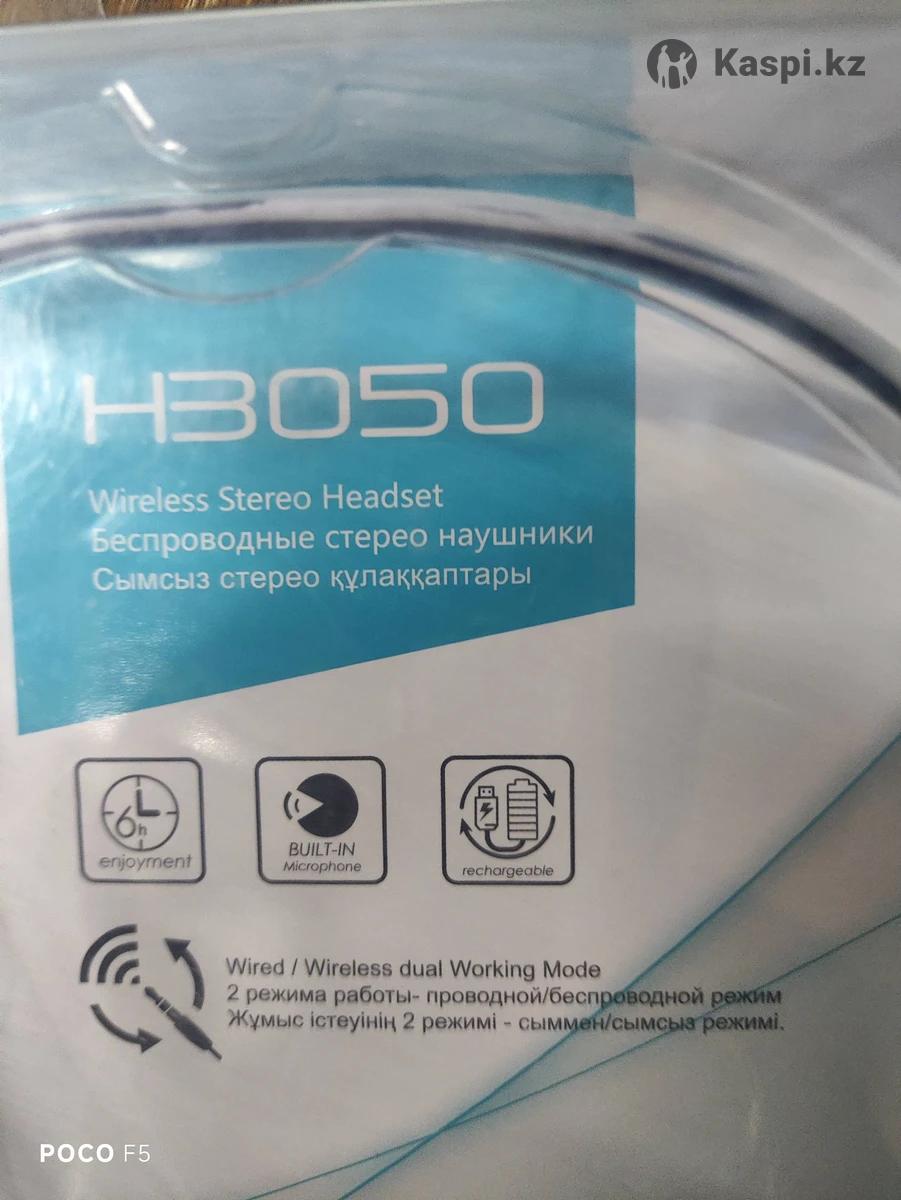 Kaspi.kz
H3050
Wireless Stereo Headset
Беспроводные стерео наушники
Сымсыз стерео құлаққаптары
6h
enjoyment
BUILT-IN
Microphone
rechargeable
Wired / Wireless dual Working Mode
2 режима работы- проводной/беспроводной режим
Жұмыс істеуінің 2 режимі - сыммен/сымсыз режимі.
POCO F5